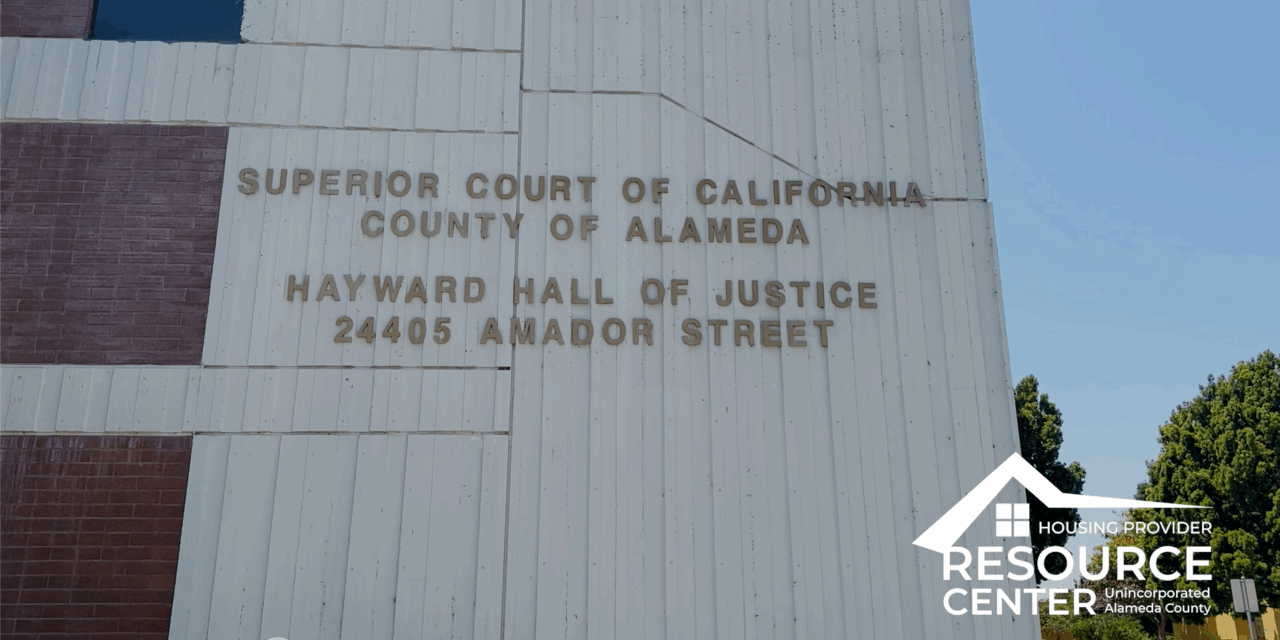 SUPERIOR COURT OF CALIFORNIA
COUNTY OF ALAMEDA
HAYWARD HALL OF JUSTICE
24405 AMADOR STREET
HOUSING PROVIDER
RESOURCE
CENTER Unincorporated
Alameda County